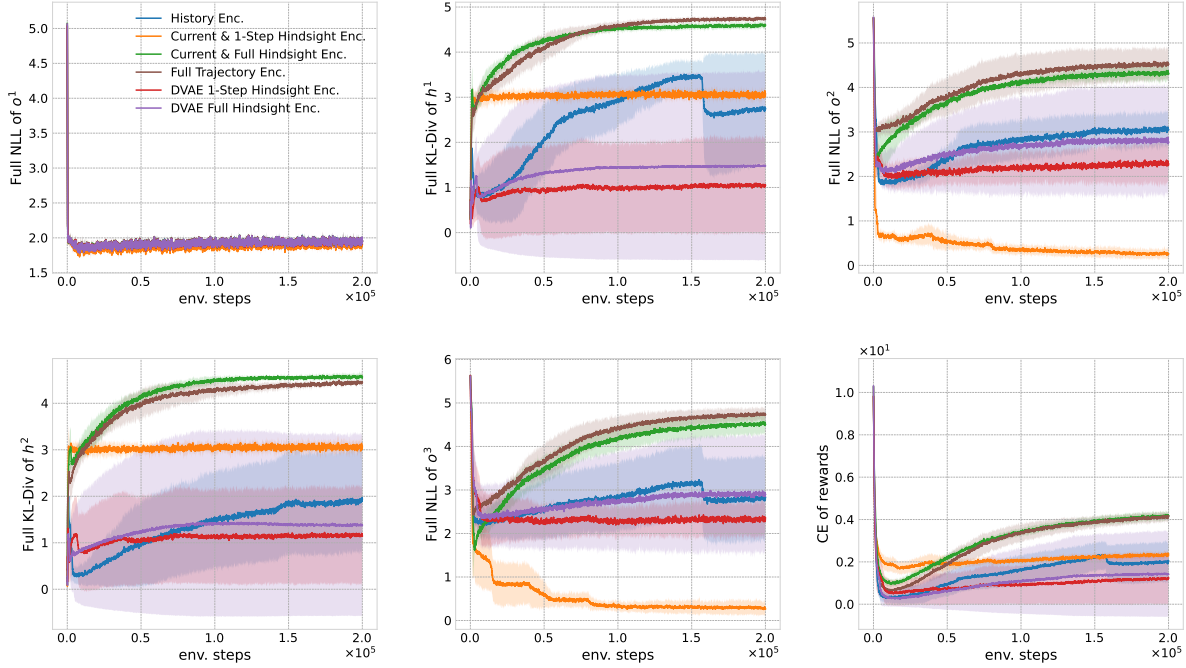 5.0
4.5
4.0
3.5
3.0
2.5
2.0
1.5
Full NLL of o¹
History Enc.
Current & 1-Step Hindsight Enc.
Current & Full Hindsight Enc.
Full Trajectory Enc.
DVAE 1-Step Hindsight Enc.
DVAE Full Hindsight Enc.
0.0 0.5 1.0 1.5 2.0
×10⁵
env. steps
5
4
3
2
1
0
Full KL-Div of h¹
0.0 0.5 1.0 1.5 2.0
×10⁵
env. steps
5
4
3
2
1
0
Full NLL of o²
0.0 0.5 1.0 1.5 2.0
×10⁵
env. steps
4
3
2
1
0
Full KL-Div of h²
0.0 0.5 1.0 1.5 2.0
×10⁵
env. steps
6
5
4
3
2
1
0
Full NLL of o³
0.0 0.5 1.0 1.5 2.0
×10⁵
env. steps
×10¹
1.0
0.8
0.6
0.4
0.2
0.0
CE of rewards
0.0 0.5 1.0 1.5 2.0
×10⁵
env. steps